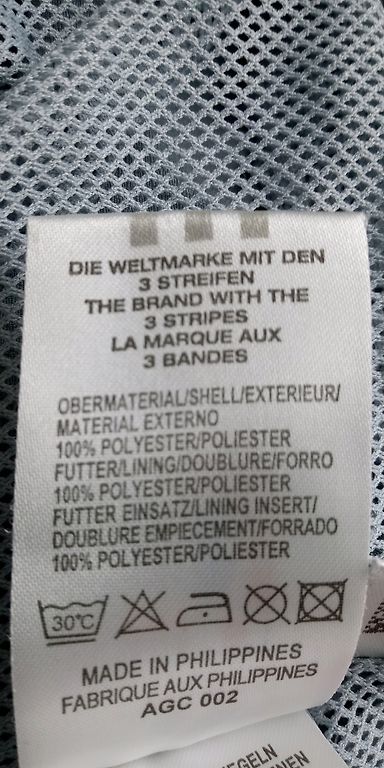 DIE WELTMARKE MIT DEN
3 STREIFEN
THE BRAND WITH THE
3 STRIPES
LA MARQUE AUX
3 BANDES
OBERMATERIAL/SHELL/EXTERIEUR/
MATERIAL EXTERNO
100% POLYESTER/POLIESTER
FUTTER/LINING/DOUBLURE/FORRO
100% POLYESTER/POLIESTER
FUTTER EINSATZ/LINING INSERT/
DOUBLURE EMPIECEMENT/FORRADO
100% POLYESTER/POLIESTER
30°C
MADE IN PHILIPPINES
FABRIQUE AUX PHILIPPINES
AGC 002